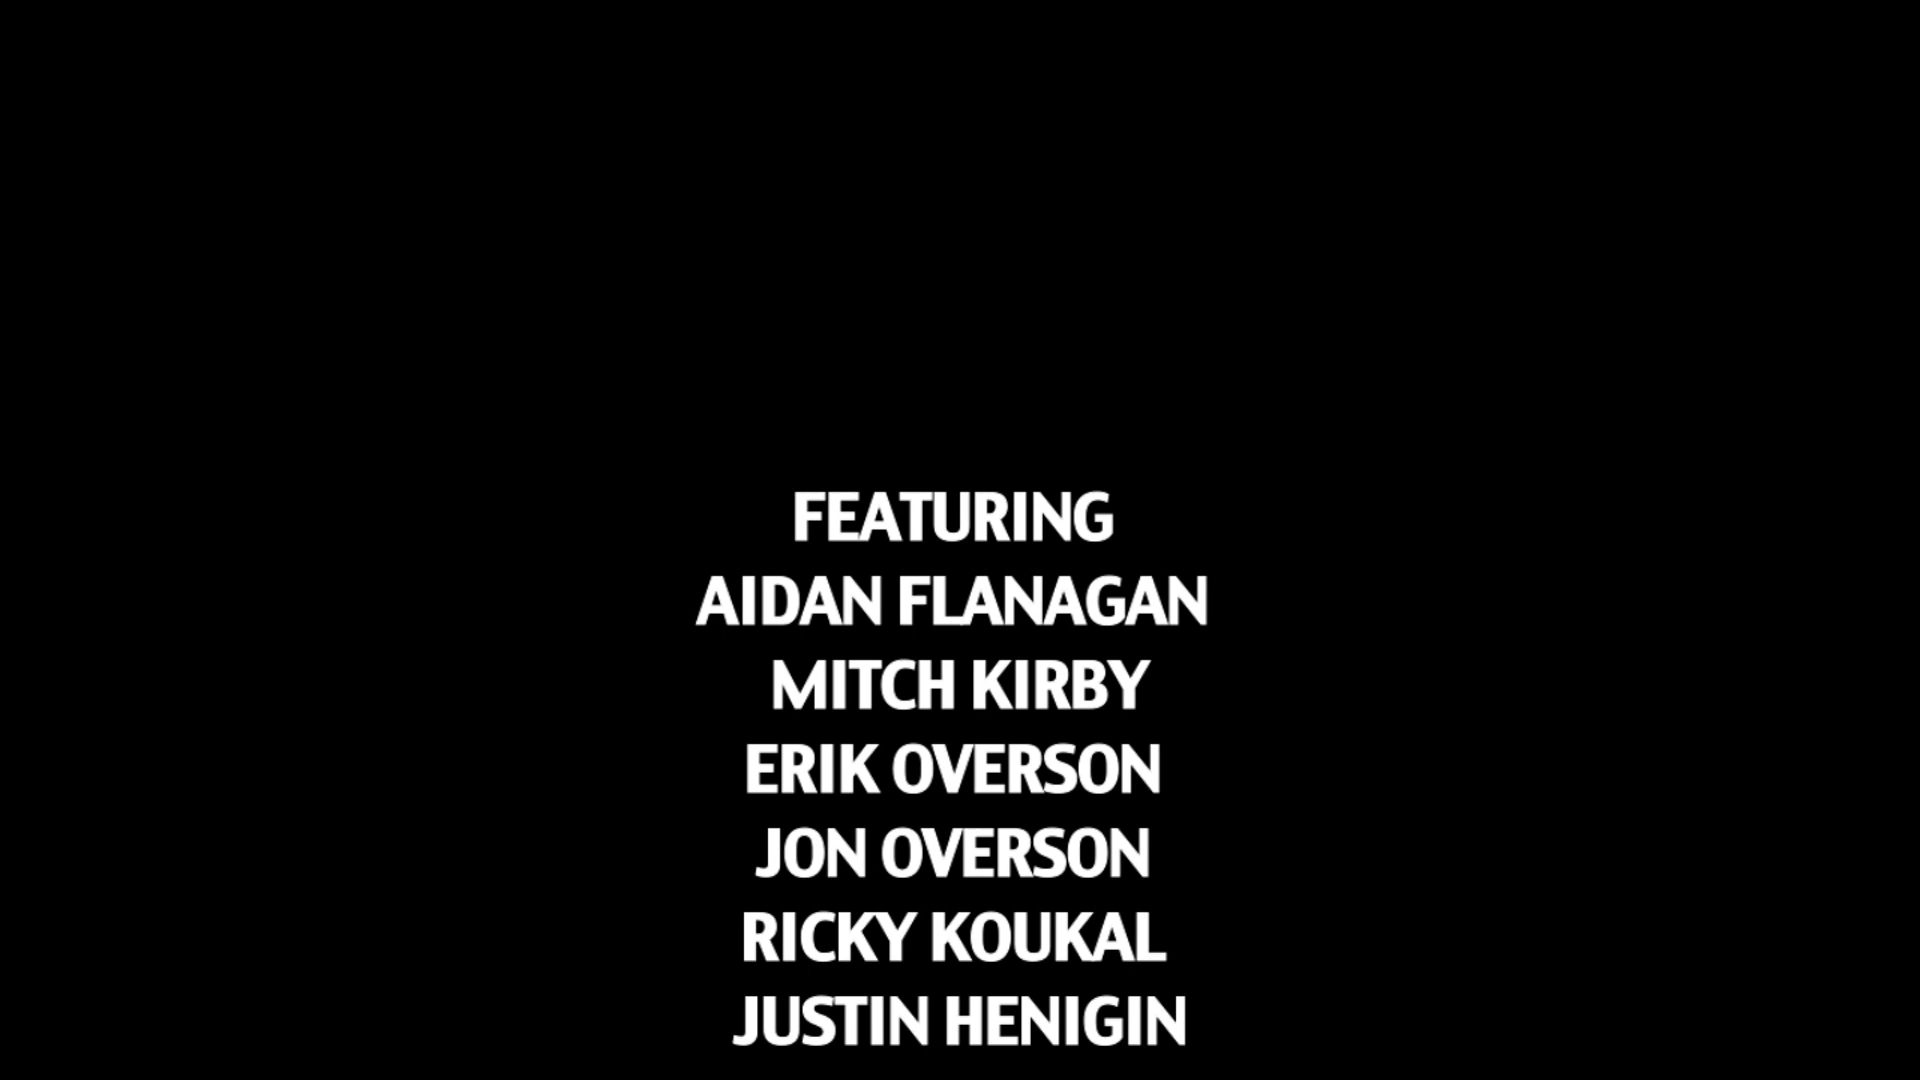 FEATURING
AIDAN FLANAGAN
MITCH KIRBY
ERIK OVERSON
JON OVERSON
RICKY KOUKAL
JUSTIN HENIGIN